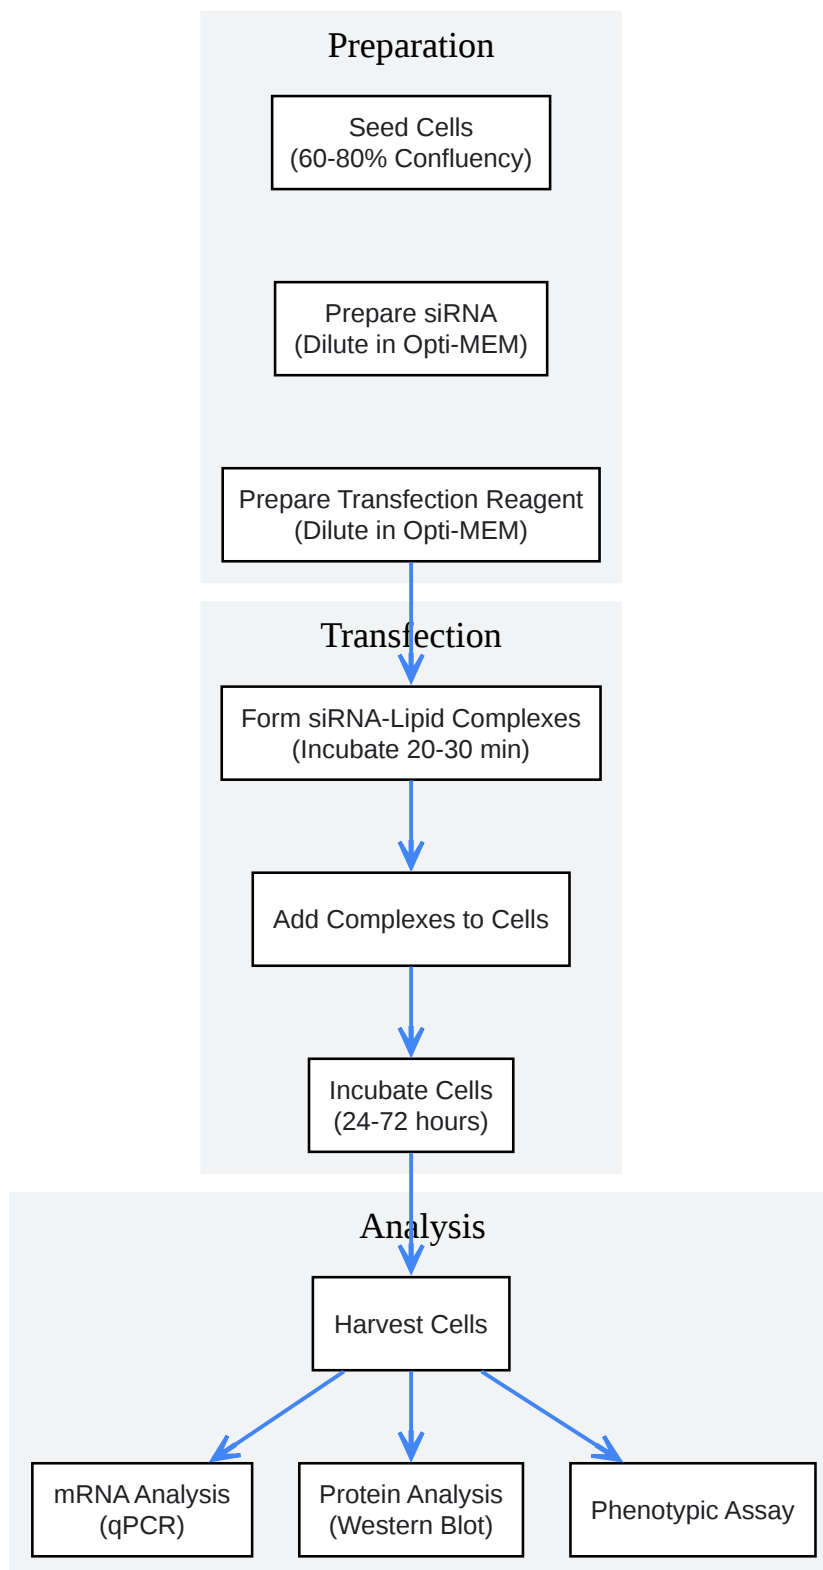 Preparation
Seed Cells
(60-80% Confluency)
Prepare siRNA
(Dilute in Opti-MEM)
Prepare Transfection Reagent
(Dilute in Opti-MEM)
Transfection
Form siRNA-Lipid Complexes
(Incubate 20-30 min)
Add Complexes to Cells
Incubate Cells
(24-72 hours)
Analysis
Harvest Cells
mRNA Analysis
(qPCR)
Protein Analysis
(Western Blot)
Phenotypic Assay